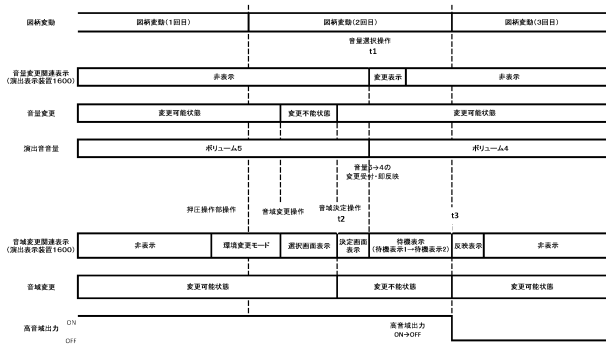 図柄変動
図柄変動(1回目)
図柄変動(2回目)
図柄変動(3回目)
音量選択操作
t1
音量変更関連表示
(演出表示装置1600)
非表示
変更表示
非表示
音量変更
変更可能状態
変更不能状態
変更可能状態
演出音音量
ボリューム5
ボリューム4
音量5→4の
変更受付・即反映
押圧操作部操作
音域変更操作
音域決定操作
t2
t3
音域変更関連表示
(演出表示装置1600)
非表示
環境変更モード
選択画面表示
決定画面
表示
待機表示
(待機表示1→待機表示2)
反映表示
非表示
音域変更
変更可能状態
変更不能状態
変更可能状態
高音域出力
ON
OFF
高音域出力
ON→OFF